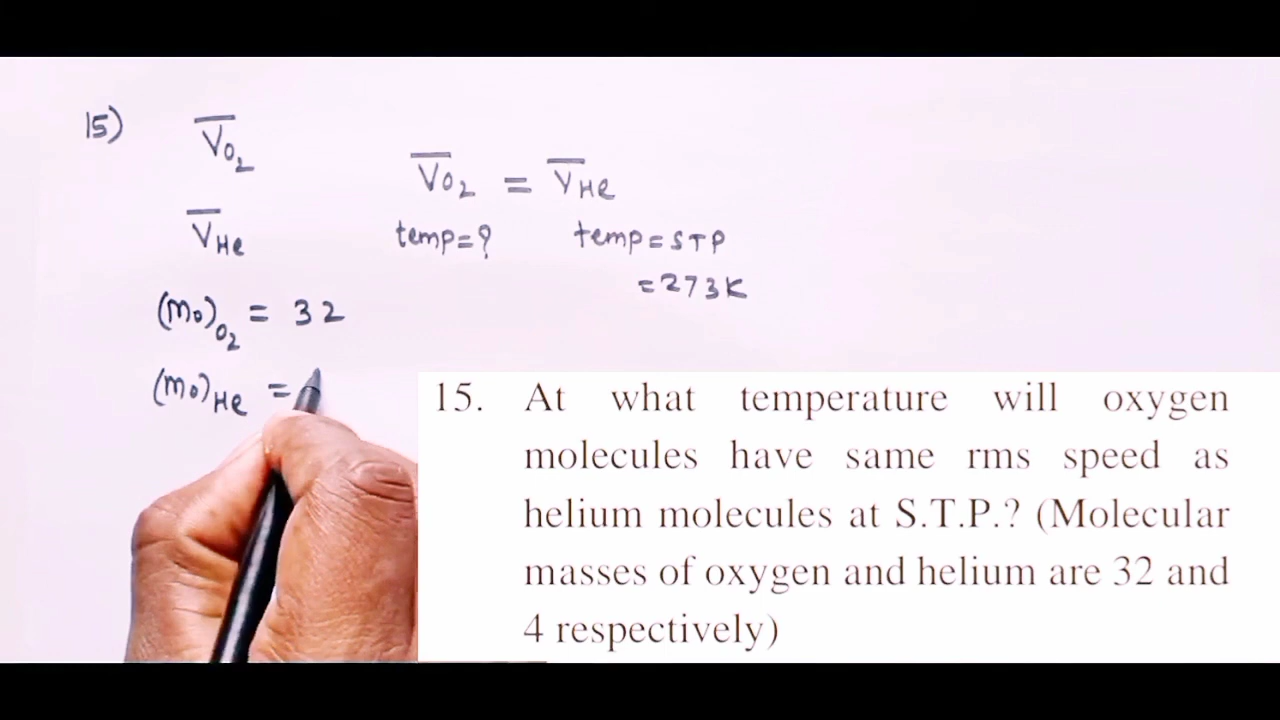 15)
V̅O₂
V̅He
V̅O₂ = V̅He
temp=?
temp=STP
=273K
(M₀)O₂ = 32
(M₀)He =
15. At what temperature will oxygen
molecules have same rms speed as
helium molecules at S.T.P.? (Molecular
masses of oxygen and helium are 32 and
4 respectively)